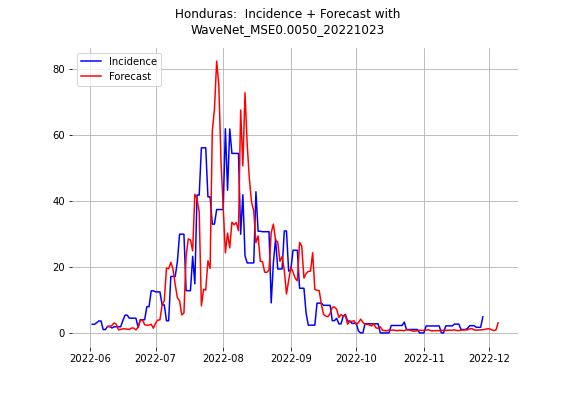 Honduras:  Incidence + Forecast with
WaveNet_MSE0.0050_20221023
Incidence
Forecast
80
60
40
20
0
2022-06 2022-07 2022-08 2022-09 2022-10 2022-11 2022-12